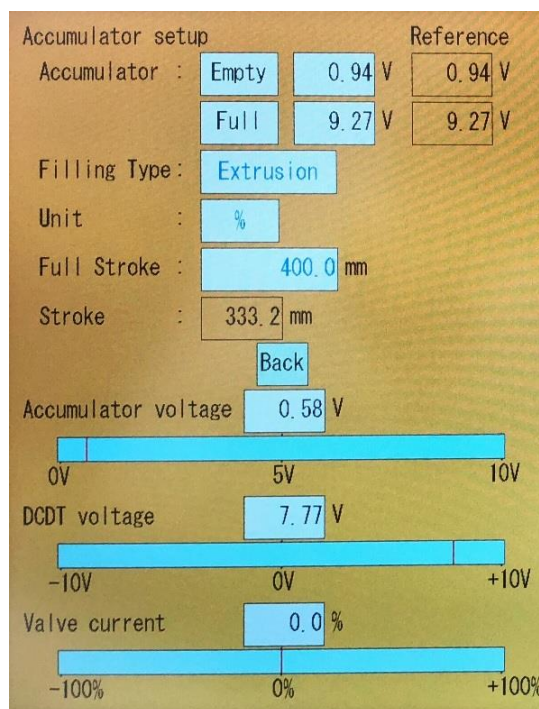 Accumulator setup Reference
Accumulator : Empty 0.94 V 0.94 V
Full 9.27 V 9.27 V
Filling Type: Extrusion
Unit : %
Full Stroke : 400.0 mm
Stroke : 333.2 mm
Back
Accumulator voltage 0.58 V
0V 5V 10V
DCDT voltage 7.77 V
-10V 0V +10V
Valve current 0.0 %
-100% 0% +100%